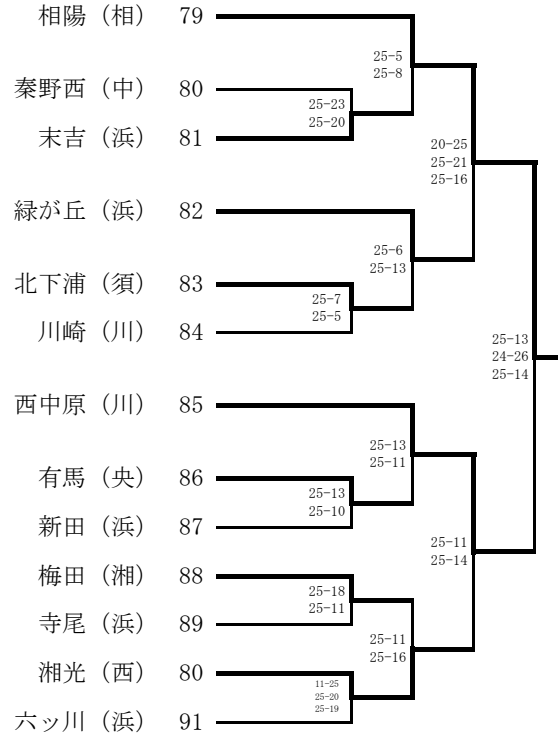 相陽（相） 79
25-5
25-8
秦野西（中） 80
25-23
25-20
末吉（浜） 81
20-25
25-21
25-16
緑が丘（浜） 82
25-6
25-13
北下浦（須） 83
25-7
25-5
川崎（川） 84
25-13
24-26
25-14
西中原（川） 85
25-13
25-11
有馬（央） 86
25-13
25-10
新田（浜） 87
25-11
25-14
梅田（湘） 88
25-18
25-11
寺尾（浜） 89
25-11
25-16
湘光（西） 80
11-25
25-20
25-19
六ッ川（浜） 91